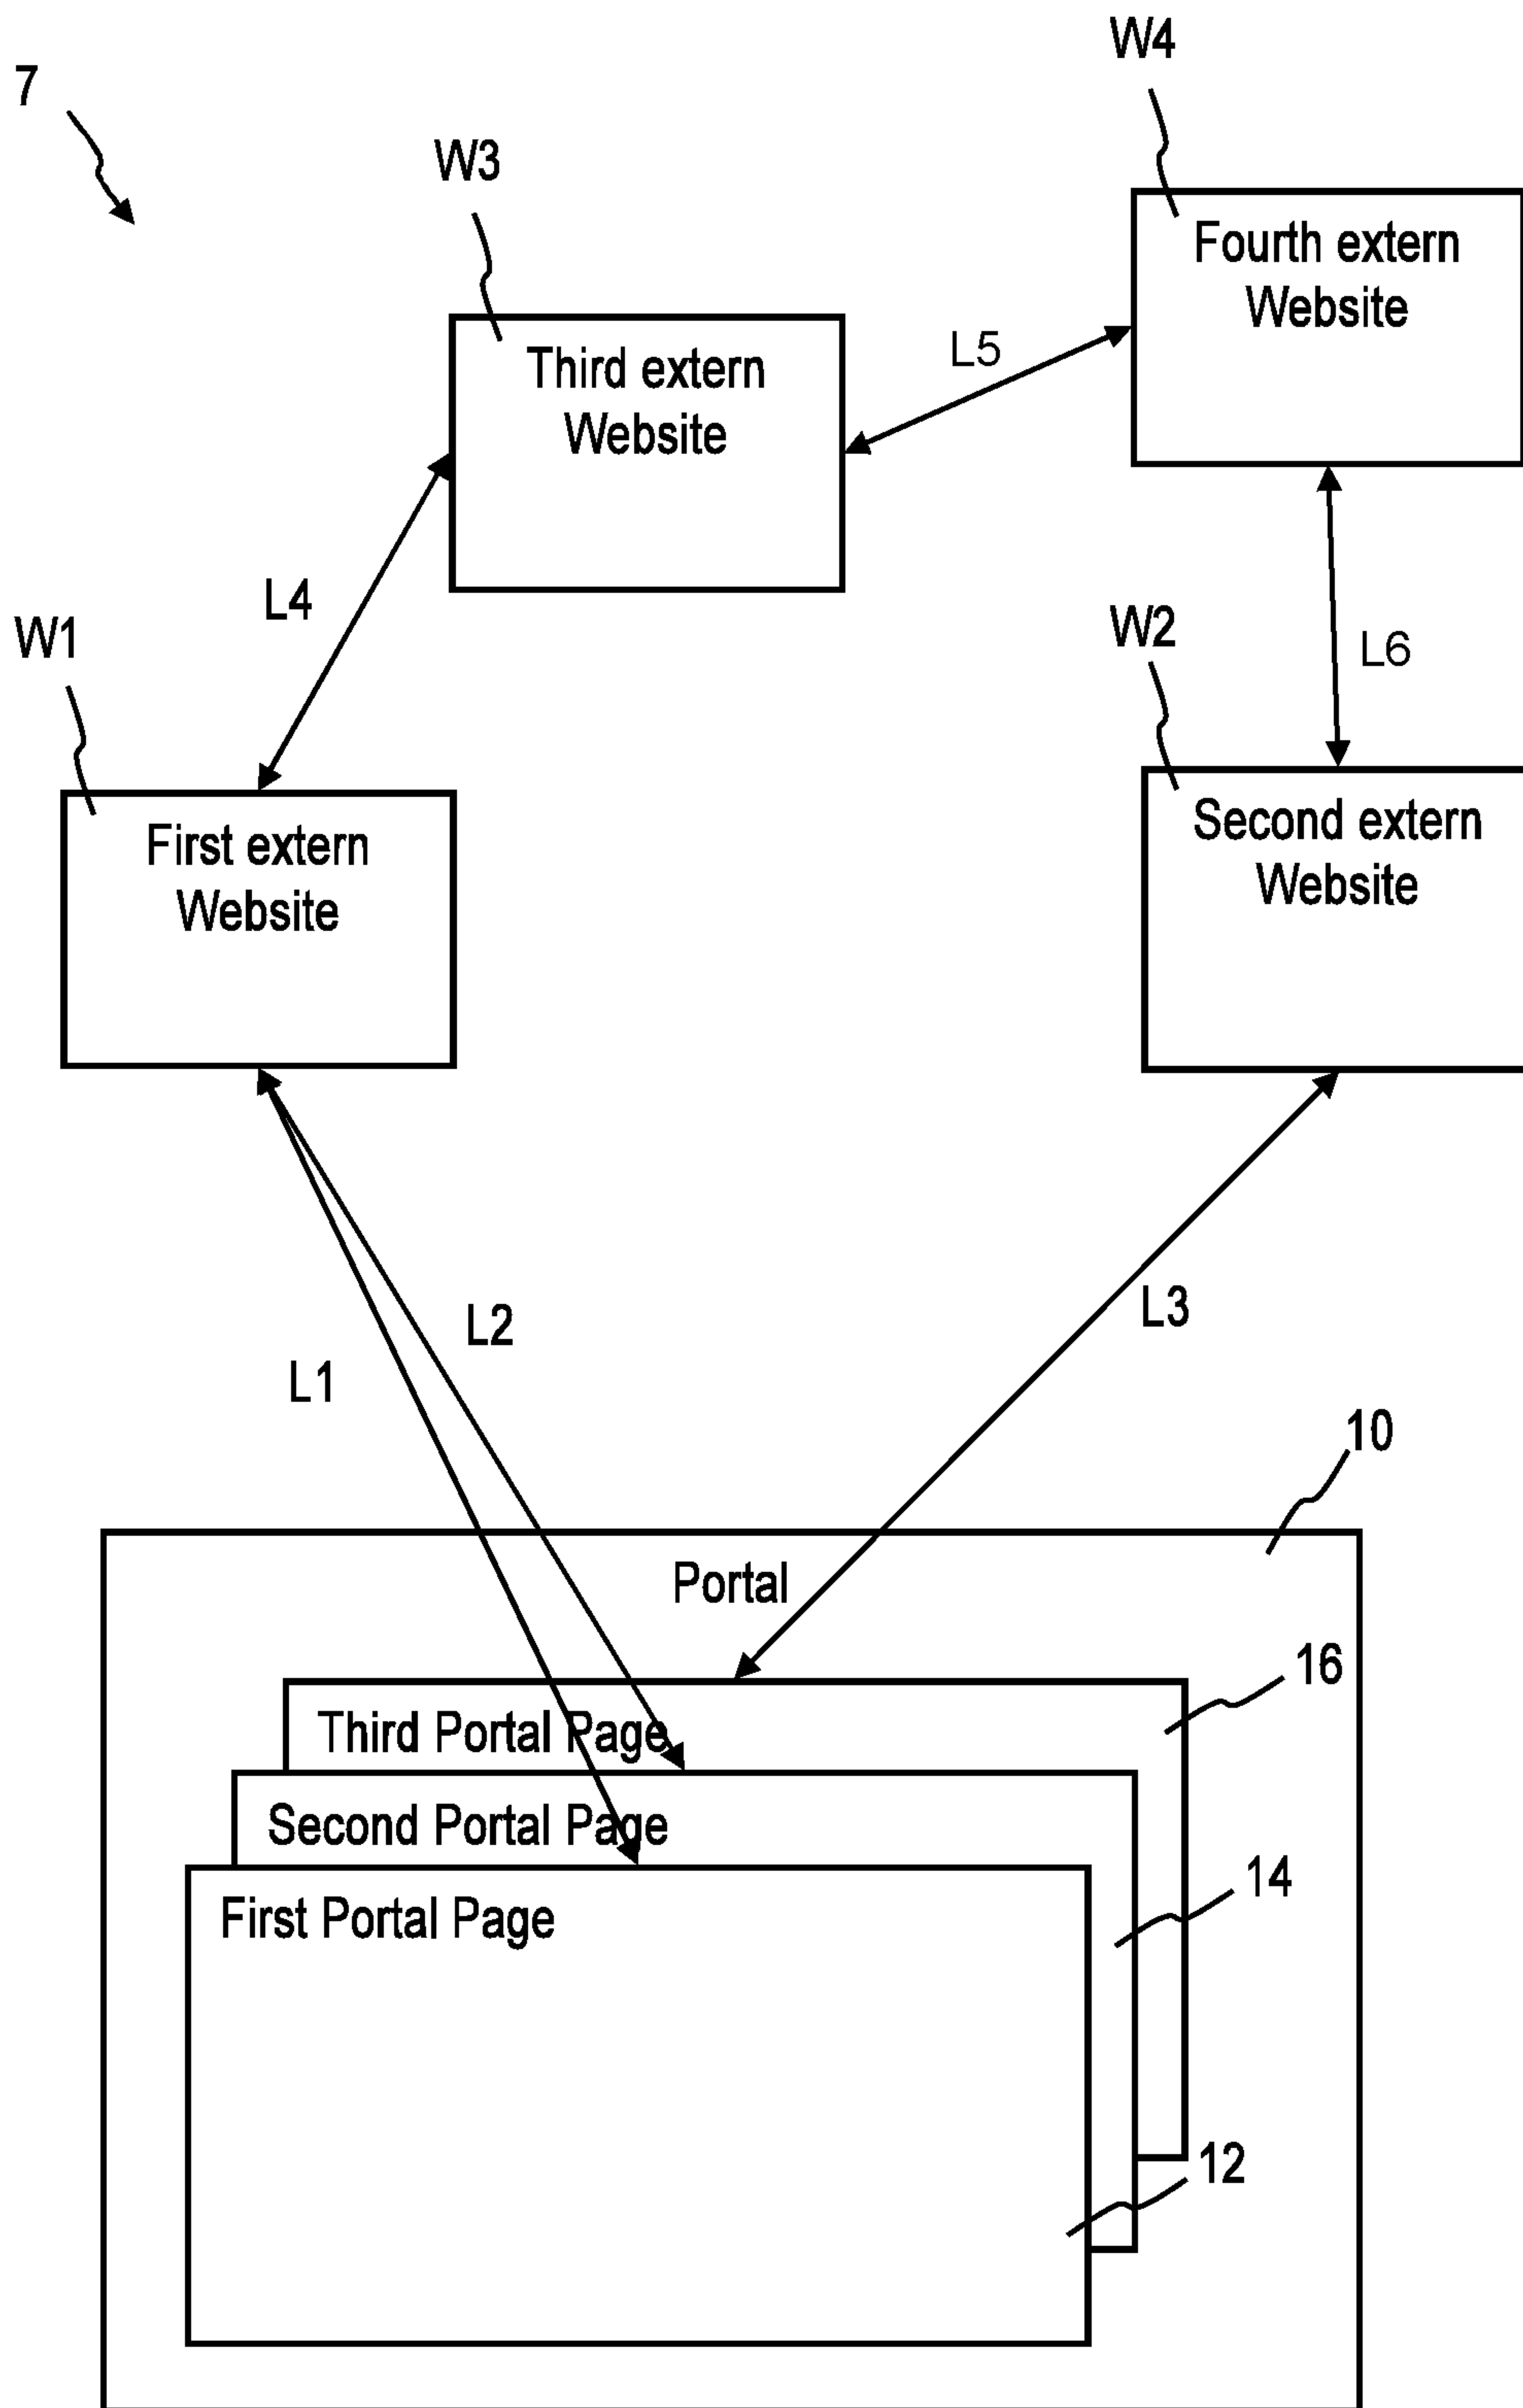 W4
7
W3
Fourth extern
Website
L5
Third extern
Website
L4
W1
W2
L6
First extern
Website
Second extern
Website
L3
L2
L1
10
Portal
16
Third Portal Page
Second Portal Page
14
First Portal Page
12